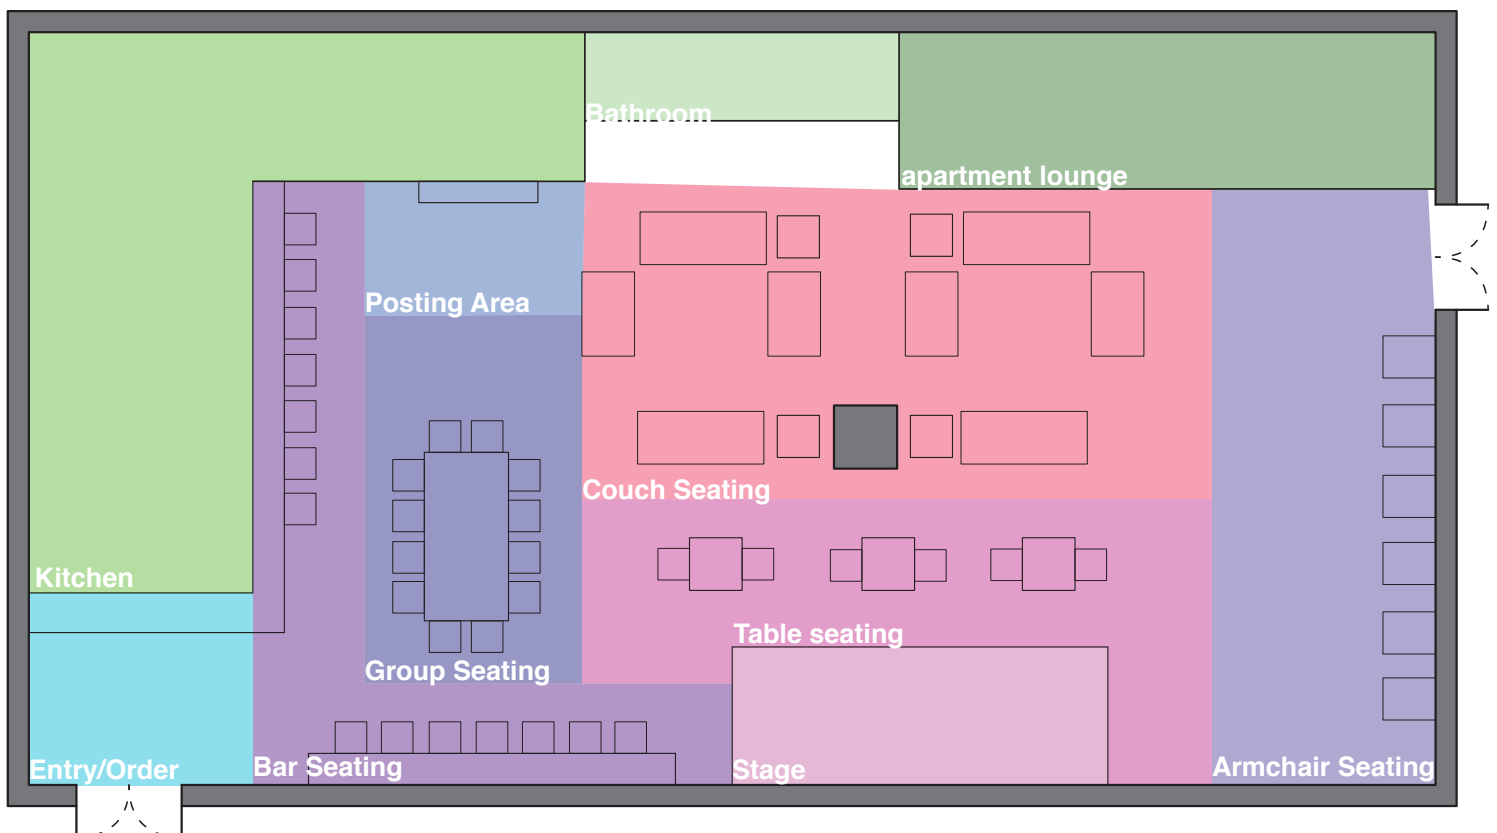 Bathroom
apartment lounge
Posting Area
Couch Seating
Kitchen
Table seating
Group Seating
Entry/Order
Bar Seating
Stage
Armchair Seating